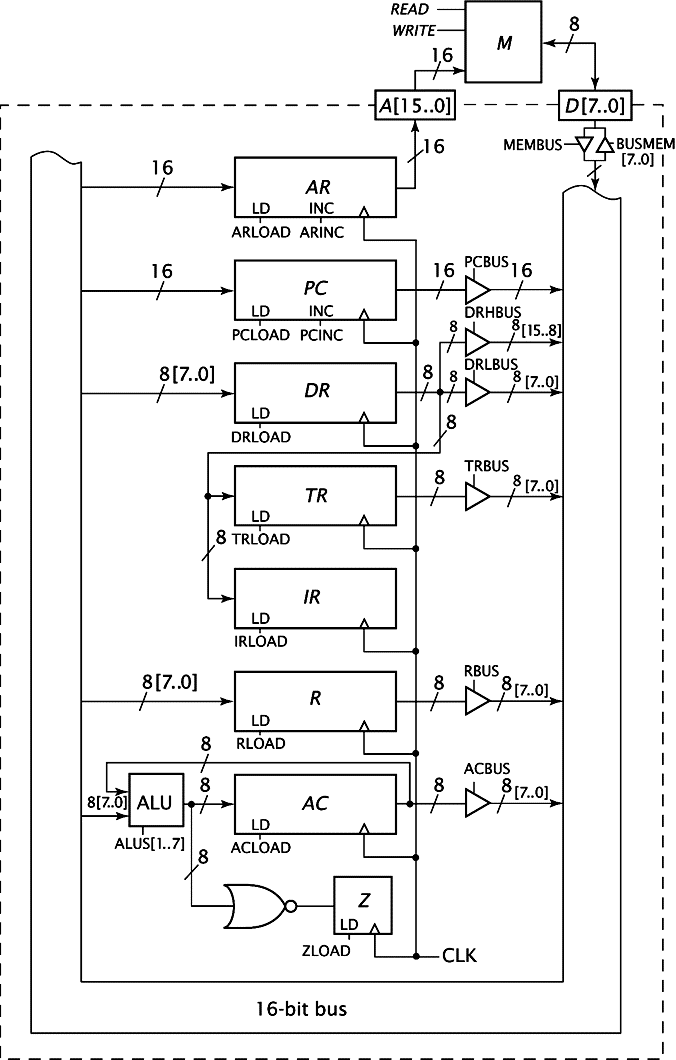 READ
WRITE
M
8
16
A[15..0]
D[7..0]
16
MEMBUS
BUSMEM
[7..0]
16
AR
LD
INC
ARLOAD
ARINC
16
PC
LD
INC
PCLOAD
PCINC
16
PCBUS
16
DRHBUS
8
8
[15..8]
8[7..0]
DR
LD
DRLOAD
8
8
DRLBUS
8
[7..0]
8
TR
LD
TRLOAD
8
TRBUS
8
[7..0]
8
IR
LD
IRLOAD
8[7..0]
R
LD
RLOAD
8
RBUS
8
[7..0]
8
8[7..0]
ALU
ALUS[1..7]
8
AC
LD
ACLOAD
8
ACBUS
8
[7..0]
8
Z
LD
ZLOAD
CLK
16-bit bus